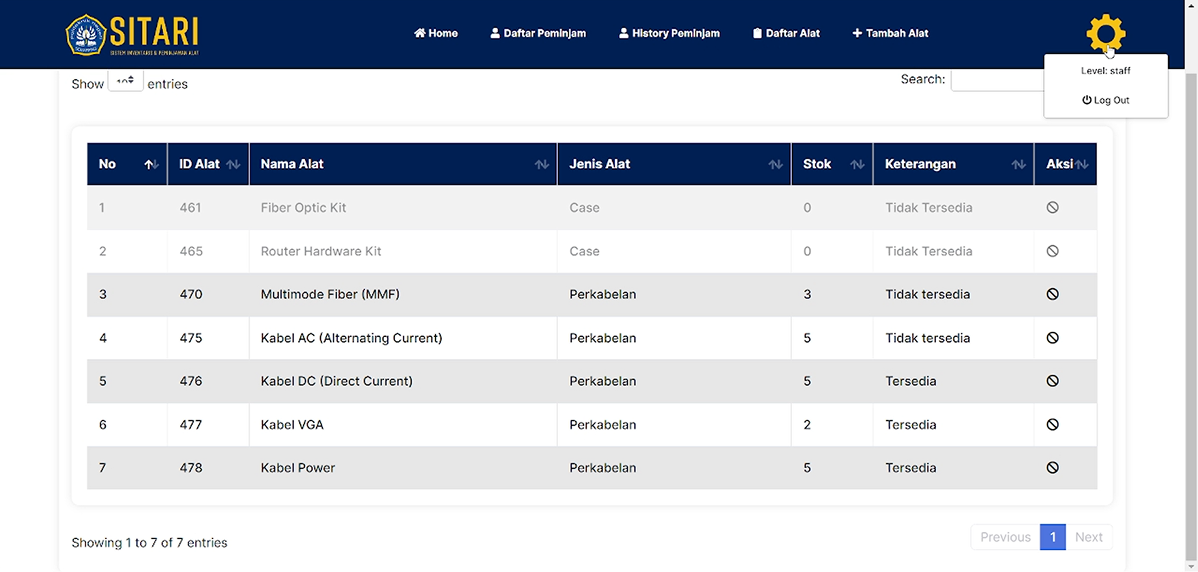 SITARI
SISTEM INVENTARIS & PEMINJAMAN ALAT
Home Daftar Peminjam History Peminjam Daftar Alat Tambah Alat
Level: staff
Log Out
Show entries
Search:
No ID Alat Nama Alat Jenis Alat Stok Keterangan Aksi
1 461 Fiber Optic Kit Case 0 Tidak Tersedia
2 465 Router Hardware Kit Case 0 Tidak Tersedia
3 470 Multimode Fiber (MMF) Perkabelan 3 Tidak tersedia
4 475 Kabel AC (Alternating Current) Perkabelan 5 Tidak tersedia
5 476 Kabel DC (Direct Current) Perkabelan 5 Tersedia
6 477 Kabel VGA Perkabelan 2 Tersedia
7 478 Kabel Power Perkabelan 5 Tersedia
Showing 1 to 7 of 7 entries
Previous 1 Next